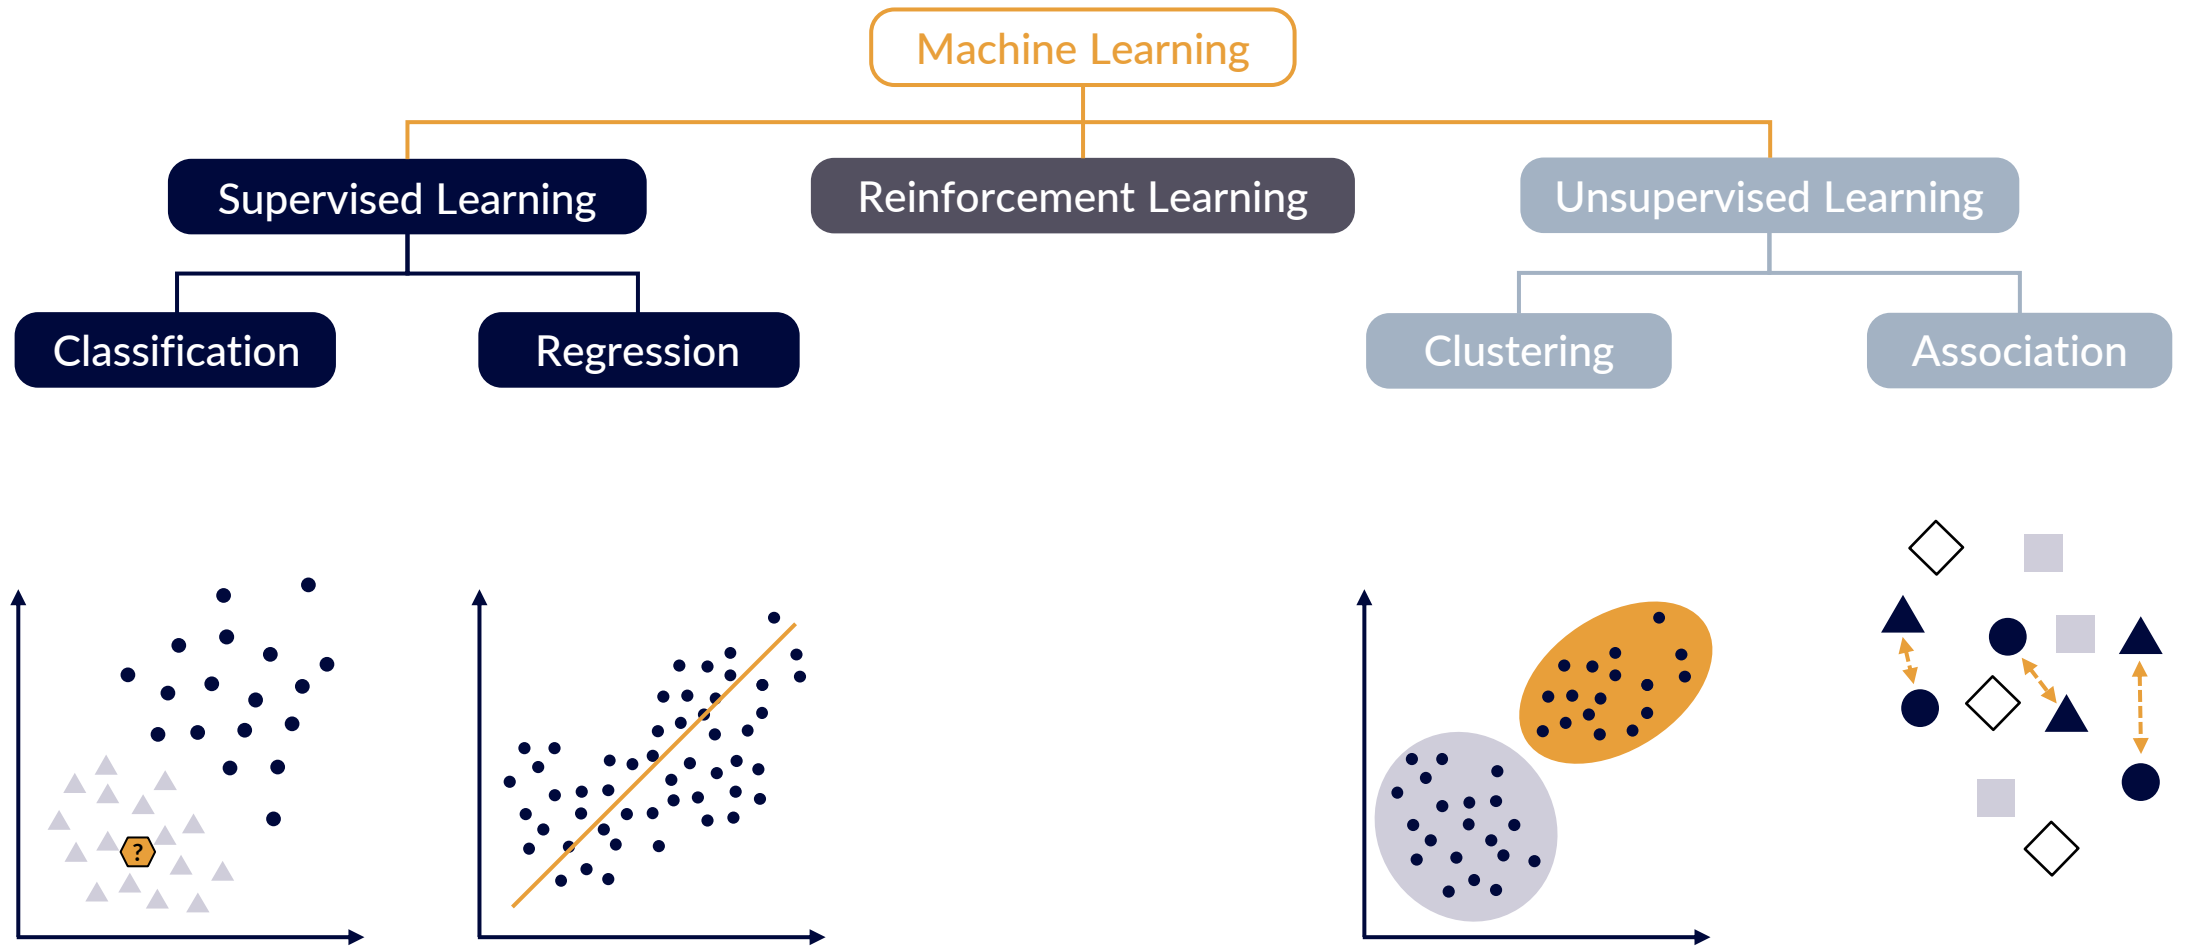 Machine Learning
Supervised Learning
Reinforcement Learning
Unsupervised Learning
Classification
Regression
Clustering
Association
?